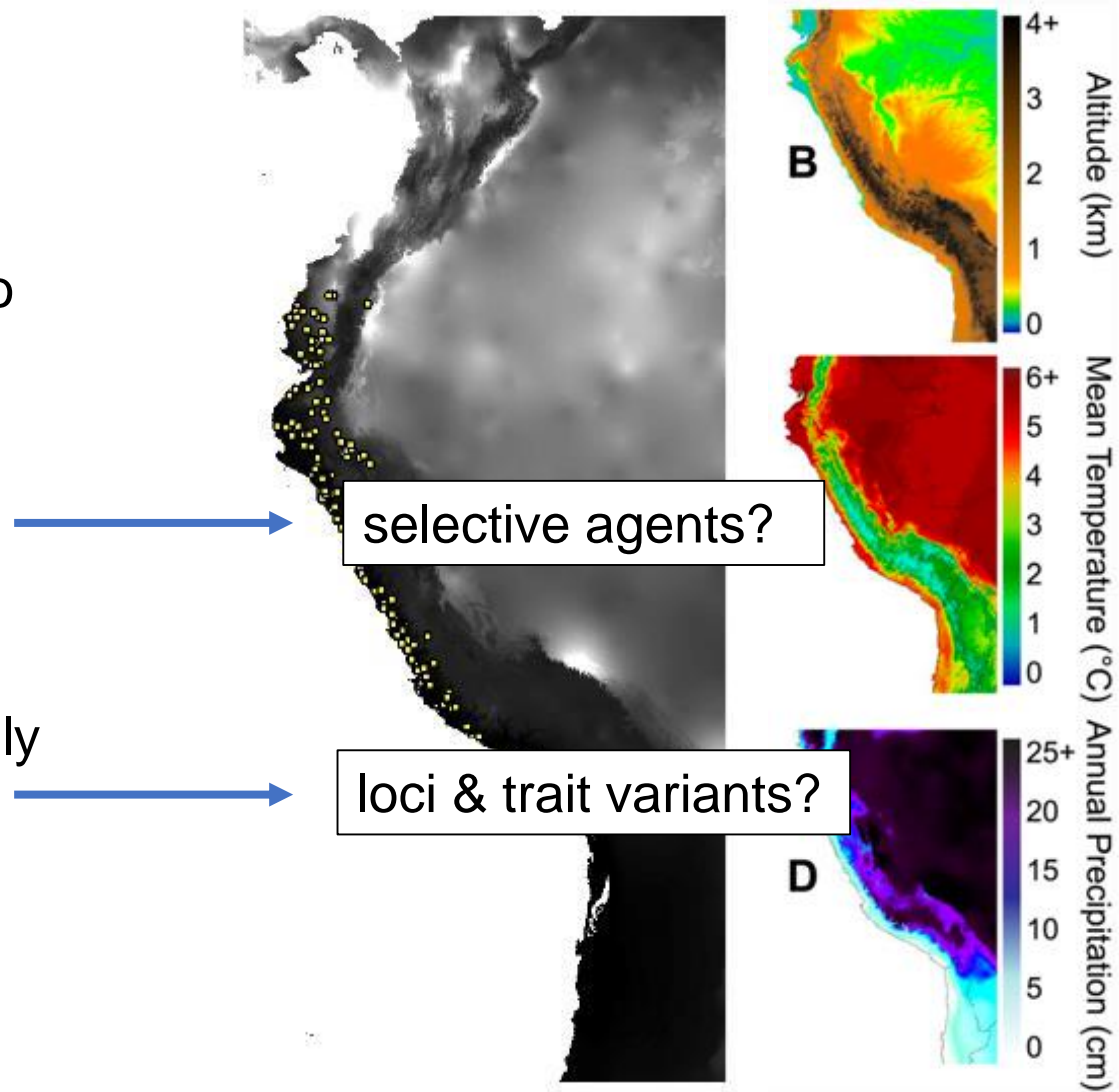 o
selective agents?
ly
loci & trait variants?
B
4+
3
2
1
0
Altitude (km)
6+
5
4
3
2
1
0
Mean Temperature (°C)
D
25+
20
15
10
5
0
Annual Precipitation (cm)